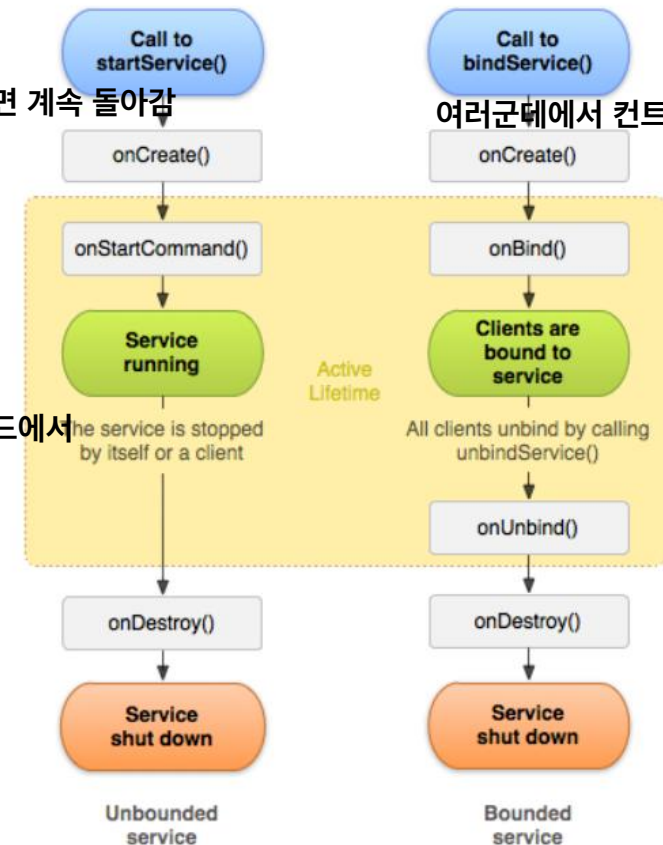 Call to
startService()
면 계속 돌아감
onCreate()
onStartCommand()
Service
running
드에서
The service is stopped
by itself or a client
onDestroy()
Service
shut down
Unbounded
service
Active
Lifetime
Call to
bindService()
여러군데에서 컨트
onCreate()
onBind()
Clients are
bound to
service
All clients unbind by calling
unbindService()
onUnbind()
onDestroy()
Service
shut down
Bounded
service